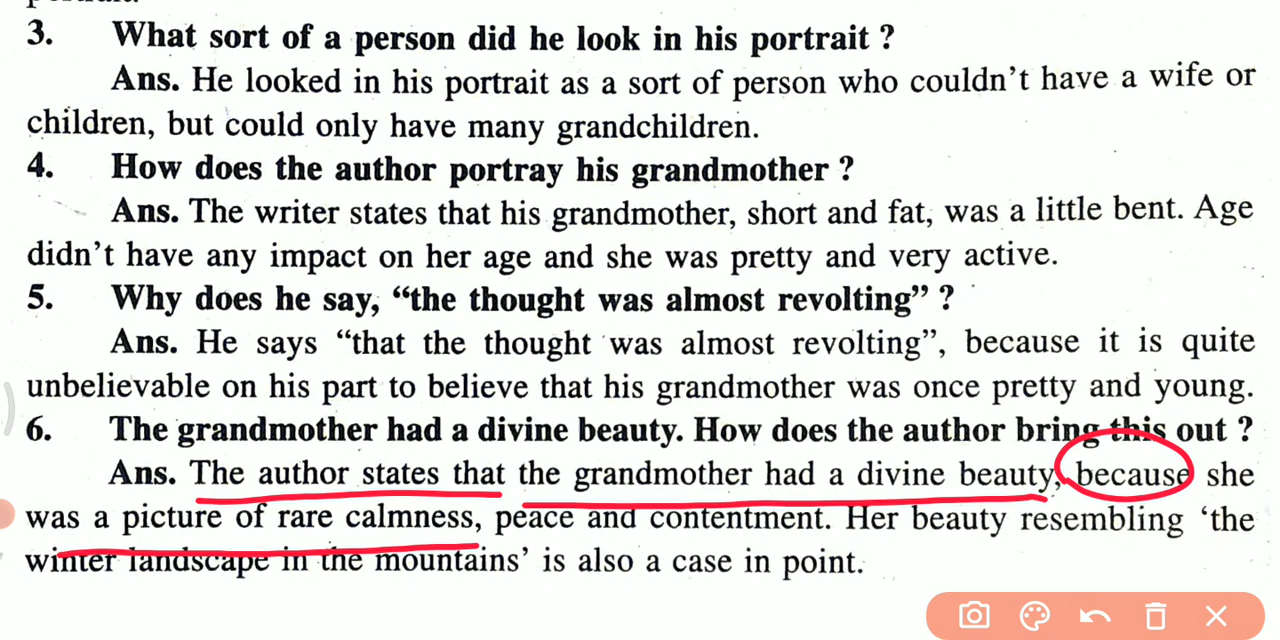 3. What sort of a person did he look in his portrait ?
Ans. He looked in his portrait as a sort of person who couldn't have a wife or
children, but could only have many grandchildren.
4. How does the author portray his grandmother ?
Ans. The writer states that his grandmother, short and fat, was a little bent. Age
didn't have any impact on her age and she was pretty and very active.
5. Why does he say, “the thought was almost revolting” ?
Ans. He says “that the thought was almost revolting”, because it is quite
unbelievable on his part to believe that his grandmother was once pretty and young.
6. The grandmother had a divine beauty. How does the author bring this out ?
Ans. The author states that the grandmother had a divine beauty, because she
was a picture of rare calmness, peace and contentment. Her beauty resembling ‘the
winter landscape in the mountains’ is also a case in point.